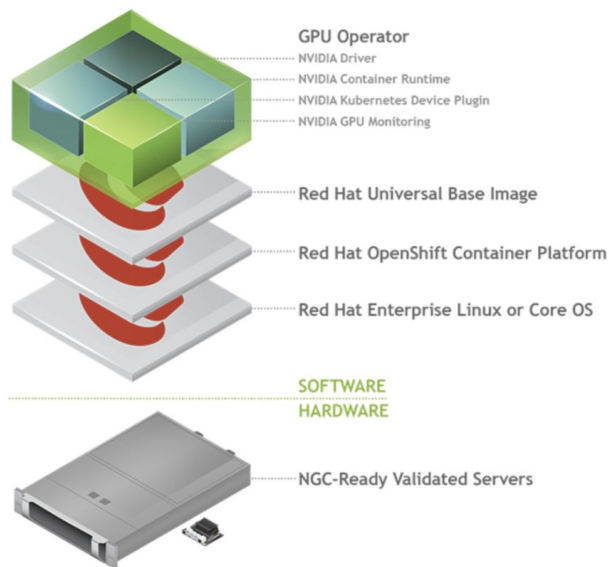 GPU Operator
NVIDIA Driver
NVIDIA Container Runtime
NVIDIA Kubernetes Device Plugin
NVIDIA GPU Monitoring
Red Hat Universal Base Image
Red Hat OpenShift Container Platform
Red Hat Enterprise Linux or Core OS
SOFTWARE
HARDWARE
NGC-Ready Validated Servers